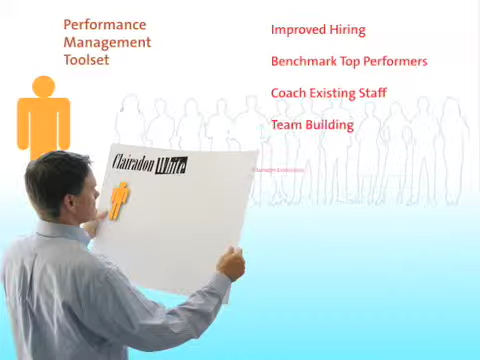 Performance
Management
Toolset
Improved Hiring
Benchmark Top Performers
Coach Existing Staff
Team Building
Clairadon White